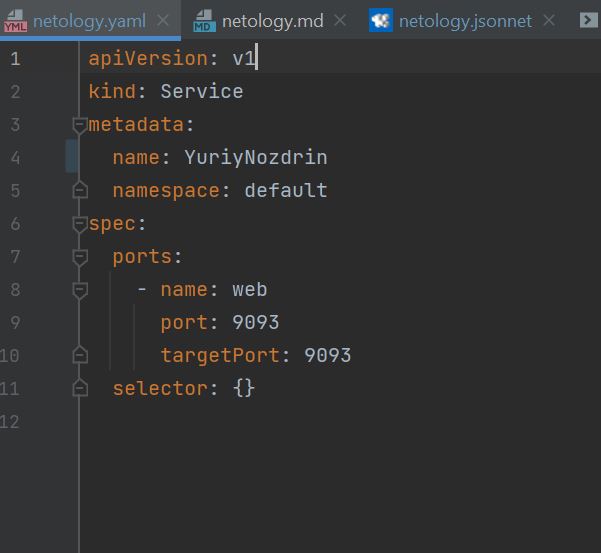 YML netology.yaml × MD netology.md × netology.jsonnet ×
1 apiVersion: v1
2 kind: Service
3 metadata:
4   name: YuriyNozdrin
5   namespace: default
6 spec:
7   ports:
8     - name: web
9       port: 9093
10       targetPort: 9093
11   selector: {}
12